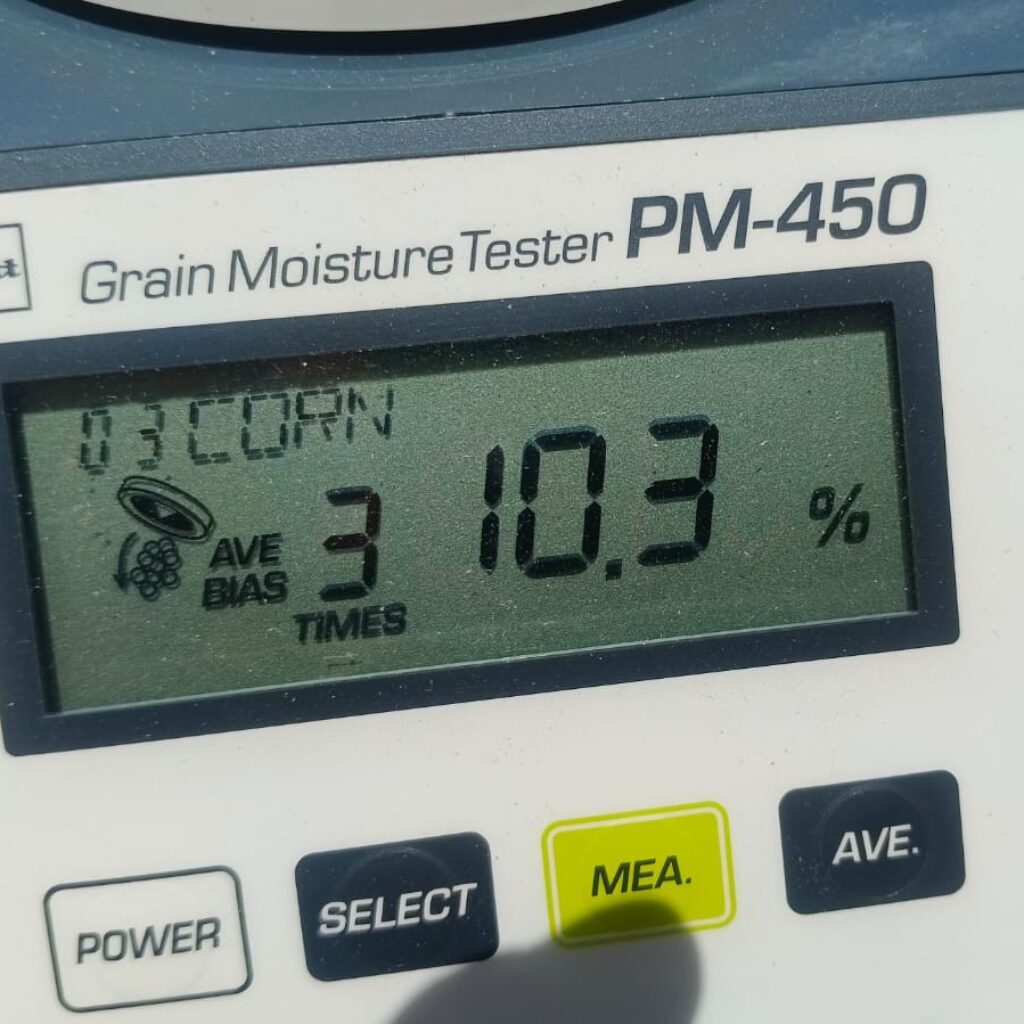 Grain Moisture Tester PM-450
03 CORN
AVE
BIAS
3
TIMES
10.3 %
POWER
SELECT
MEA.
AVE.